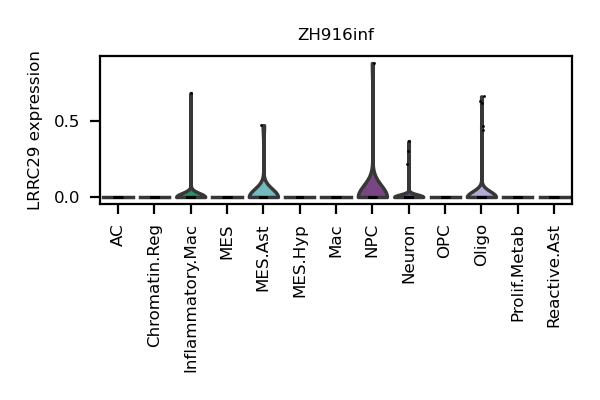 ZH916inf
LRRC29 expression
0.5
0.0
AC
Chromatin.Reg
Inflammatory.Mac
MES
MES.Ast
MES.Hyp
Mac
NPC
Neuron
OPC
Oligo
Prolif.Metab
Reactive.Ast